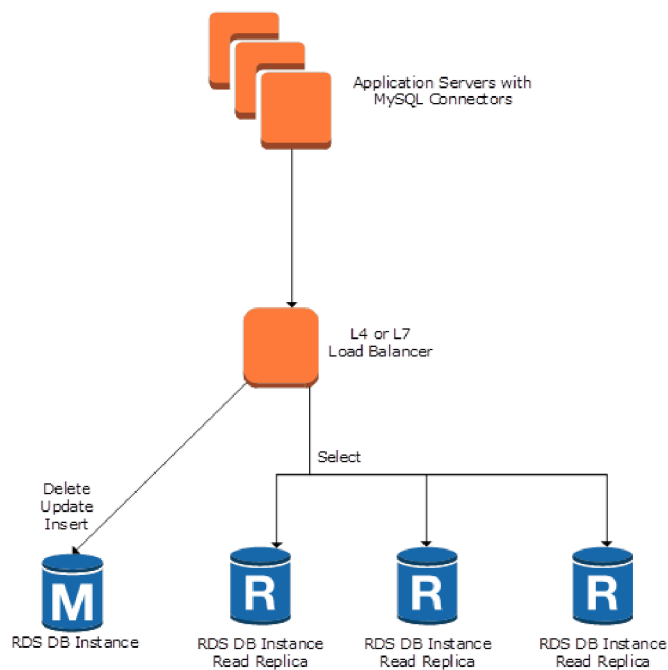 Application Servers with
MySQL Connectors
L4 or L7
Load Balancer
Select
Delete
Update
Insert
M
R
R
R
RDS DB Instance
RDS DB Instance
Read Replica
RDS DB Instance
Read Replica
RDS DB Instance
Read Replica